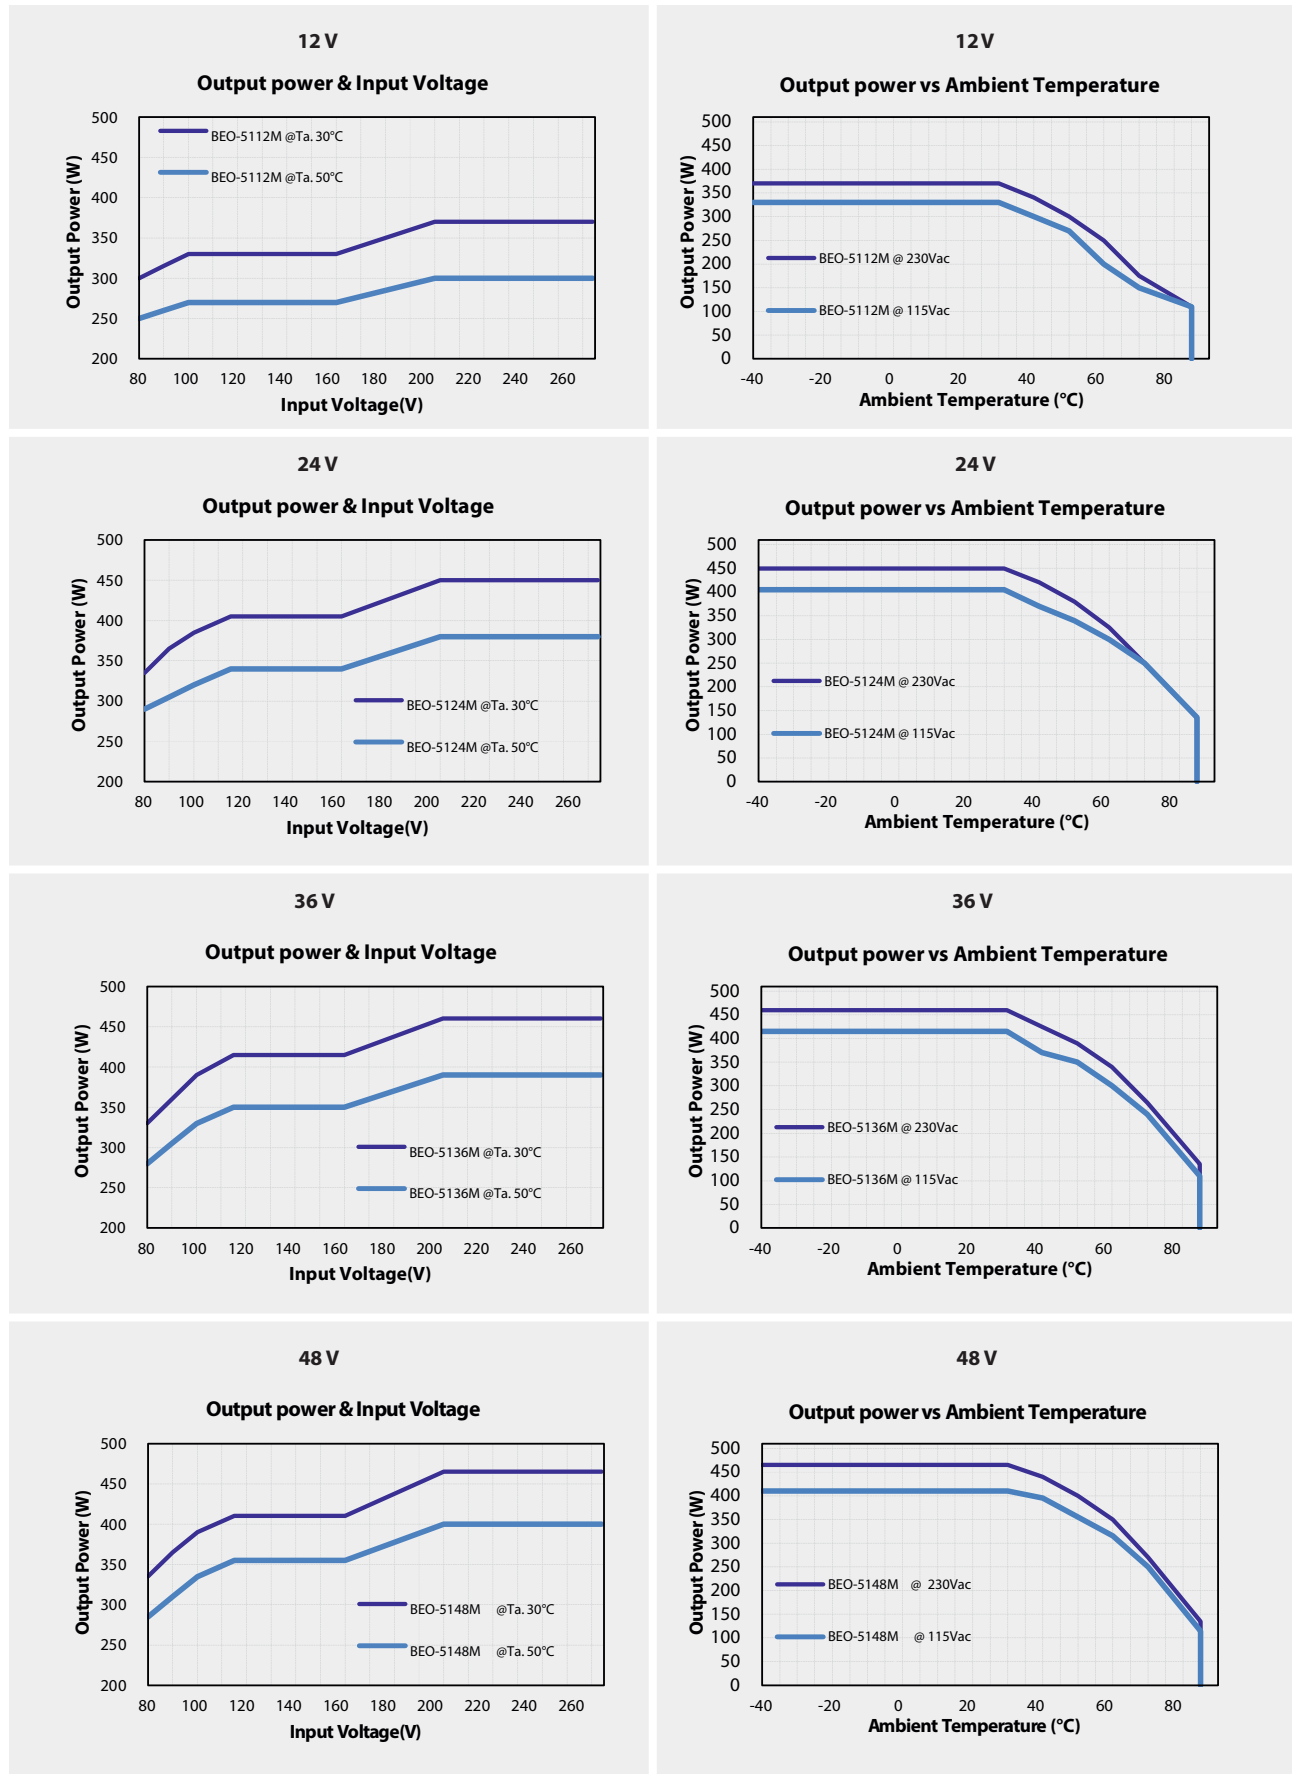 12 V
Output power & Input Voltage
Output Power (W)
500
450
400
350
300
250
200
BEO-5112M @Ta. 30°C
BEO-5112M @Ta. 50°C
80 100 120 140 160 180 200 220 240 260
Input Voltage(V)
12 V
Output power vs Ambient Temperature
Output Power (W)
500
450
400
350
300
250
200
150
100
50
0
BEO-5112M @ 230Vac
BEO-5112M @ 115Vac
-40 -20 0 20 40 60 80
Ambient Temperature (°C)
24 V
Output power & Input Voltage
Output Power (W)
500
450
400
350
300
250
200
BEO-5124M @Ta. 30°C
BEO-5124M @Ta. 50°C
80 100 120 140 160 180 200 220 240 260
Input Voltage(V)
24 V
Output power vs Ambient Temperature
Output Power (W)
500
450
400
350
300
250
200
150
100
50
0
BEO-5124M @ 230Vac
BEO-5124M @ 115Vac
-40 -20 0 20 40 60 80
Ambient Temperature (°C)
36 V
Output power & Input Voltage
Output Power (W)
500
450
400
350
300
250
200
BEO-5136M @Ta. 30°C
BEO-5136M @Ta. 50°C
80 100 120 140 160 180 200 220 240 260
Input Voltage(V)
36 V
Output power vs Ambient Temperature
Output Power (W)
500
450
400
350
300
250
200
150
100
50
0
BEO-5136M @ 230Vac
BEO-5136M @ 115Vac
-40 -20 0 20 40 60 80
Ambient Temperature (°C)
48 V
Output power & Input Voltage
Output Power (W)
500
450
400
350
300
250
200
BEO-5148M @Ta. 30°C
BEO-5148M @Ta. 50°C
80 100 120 140 160 180 200 220 240 260
Input Voltage(V)
48 V
Output power vs Ambient Temperature
Output Power (W)
500
450
400
350
300
250
200
150
100
50
0
BEO-5148M @ 230Vac
BEO-5148M @ 115Vac
-40 -20 0 20 40 60 80
Ambient Temperature (°C)